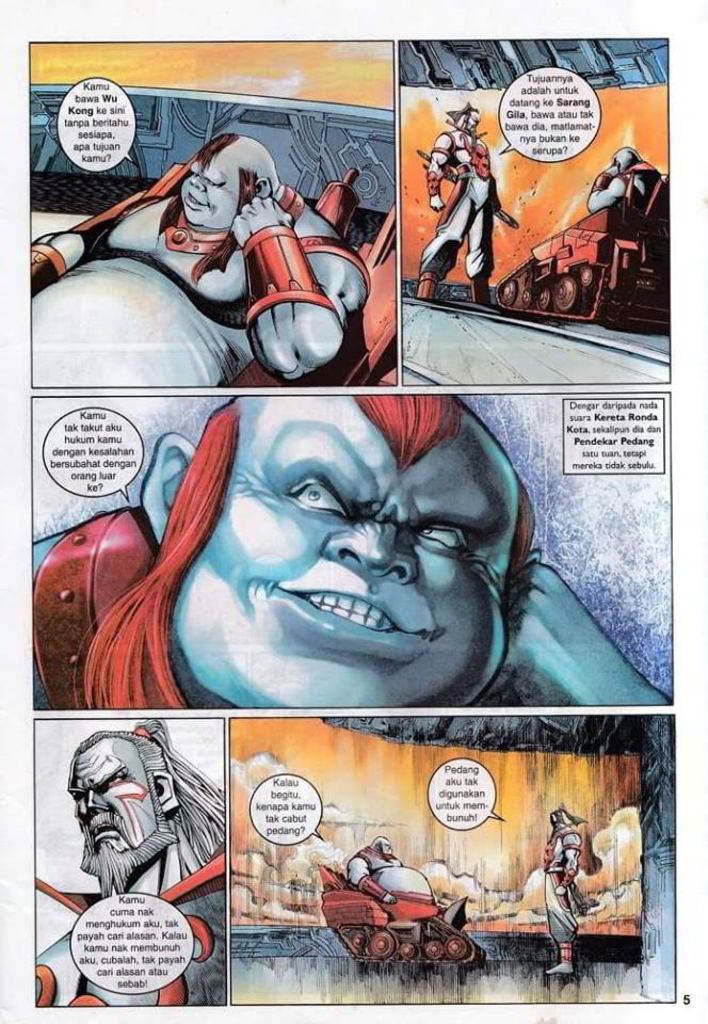 Kamu
bawa Wu
Kong ke sini
tanpa beritahu
sesiapa,
apa tujuan
kamu?
Tujuannya
adalah untuk
datang ke Sarang
Gila, bawa atau tak
bawa dia, matlamat-
nya bukan ke
serupa?
Kamu
tak takut aku
hukum kamu
dengan kesalahan
bersubahat dengan
orang luar
ke?
Dengar daripada nada
suara Kereta Ronda
Kota, sekalipun dia dan
Pendekar Pedang
satu tuan, tetapi
mereka tidak sebulu.
Kamu
cuma nak
menghukum aku, tak
payah cari alasan. Kalau
kamu nak membunuh
aku, cubalah, tak payah
cari alasan atau
sebab!
Kalau
begitu,
kenapa kamu
tak cabut
pedang?
Pedang
aku tak
digunakan
untuk mem-
bunuh!
5